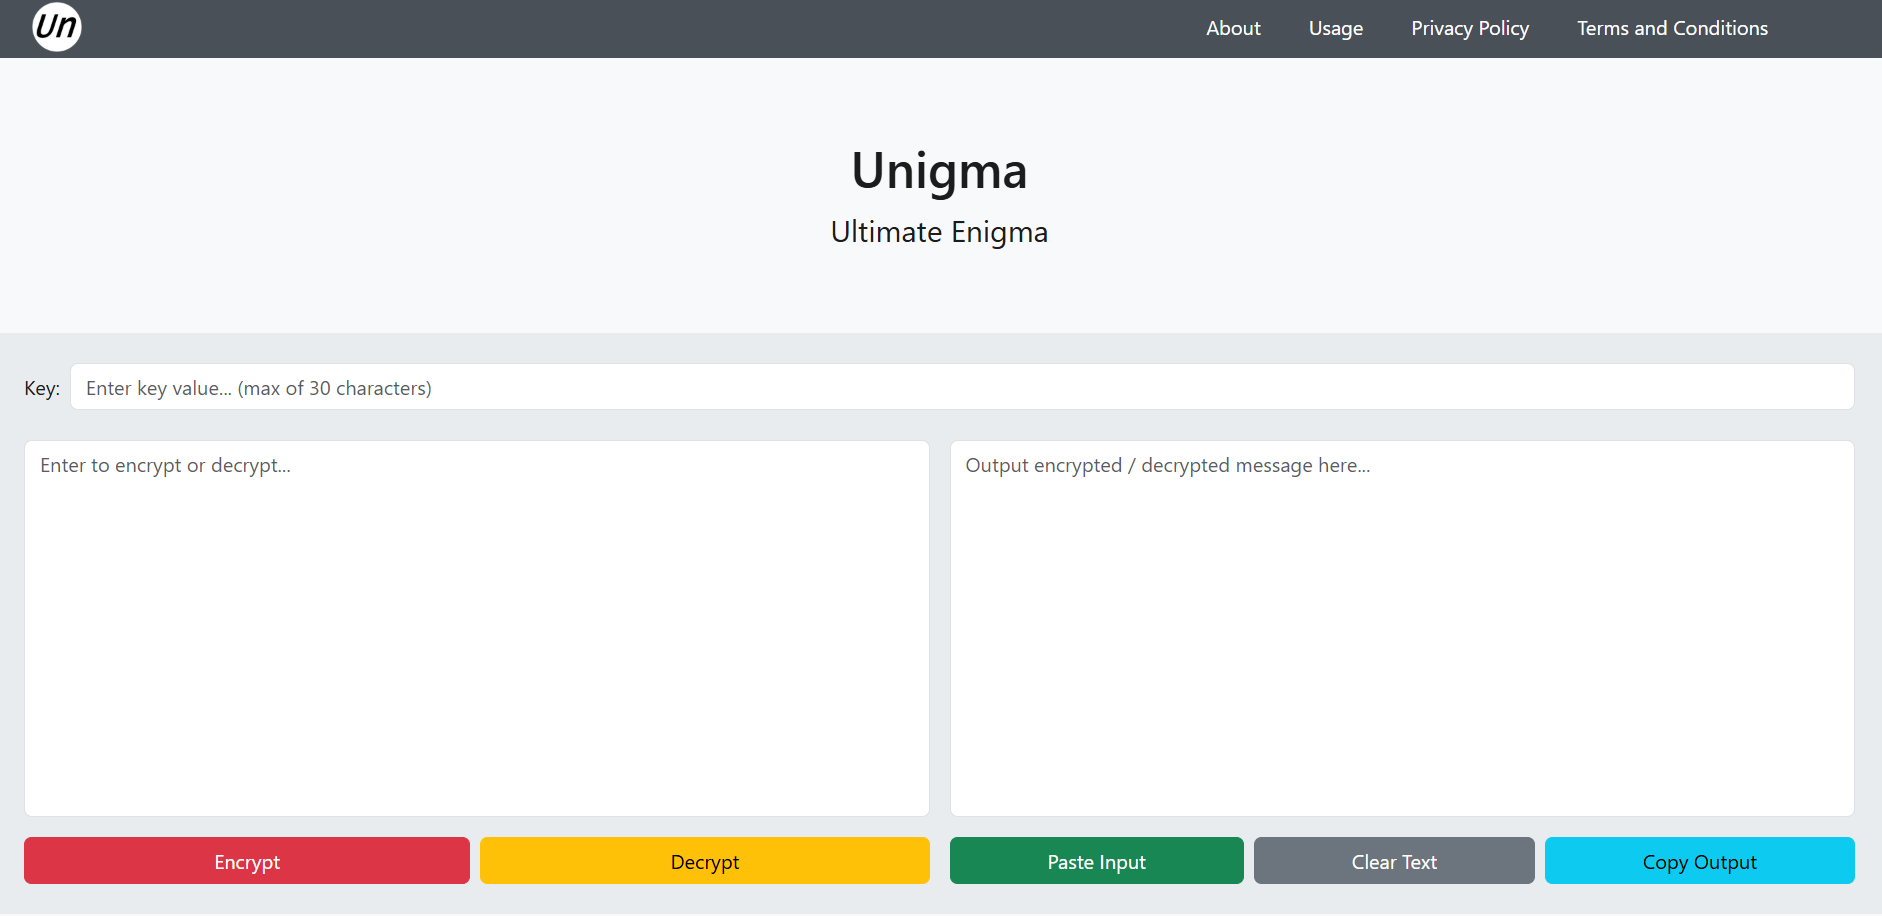 Un About Usage Privacy Policy Terms and Conditions
Unigma
Ultimate Enigma
Key: Enter key value... (max of 30 characters)
Enter to encrypt or decrypt... Output encrypted / decrypted message here...
Encrypt Decrypt Paste Input Clear Text Copy Output